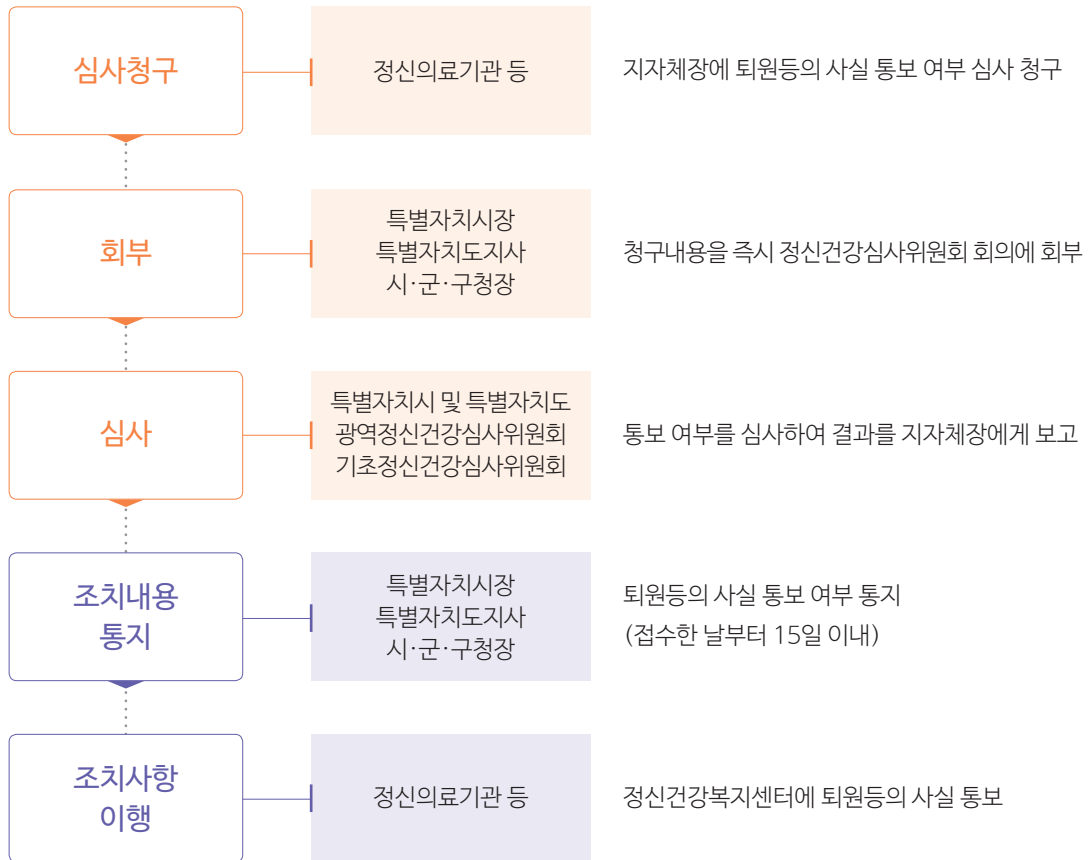 심사청구
정신의료기관 등
지자체장에 퇴원등의 사실 통보 여부 심사 청구
회부
특별자치시장
특별자치도지사
시·군·구청장
청구내용을 즉시 정신건강심사위원회 회의에 회부
심사
특별자치시 및 특별자치도
광역정신건강심사위원회
기초정신건강심사위원회
통보 여부를 심사하여 결과를 지자체장에게 보고
조치내용
통지
특별자치시장
특별자치도지사
시·군·구청장
퇴원등의 사실 통보 여부 통지
(접수한 날부터 15일 이내)
조치사항
이행
정신의료기관 등
정신건강복지센터에 퇴원등의 사실 통보